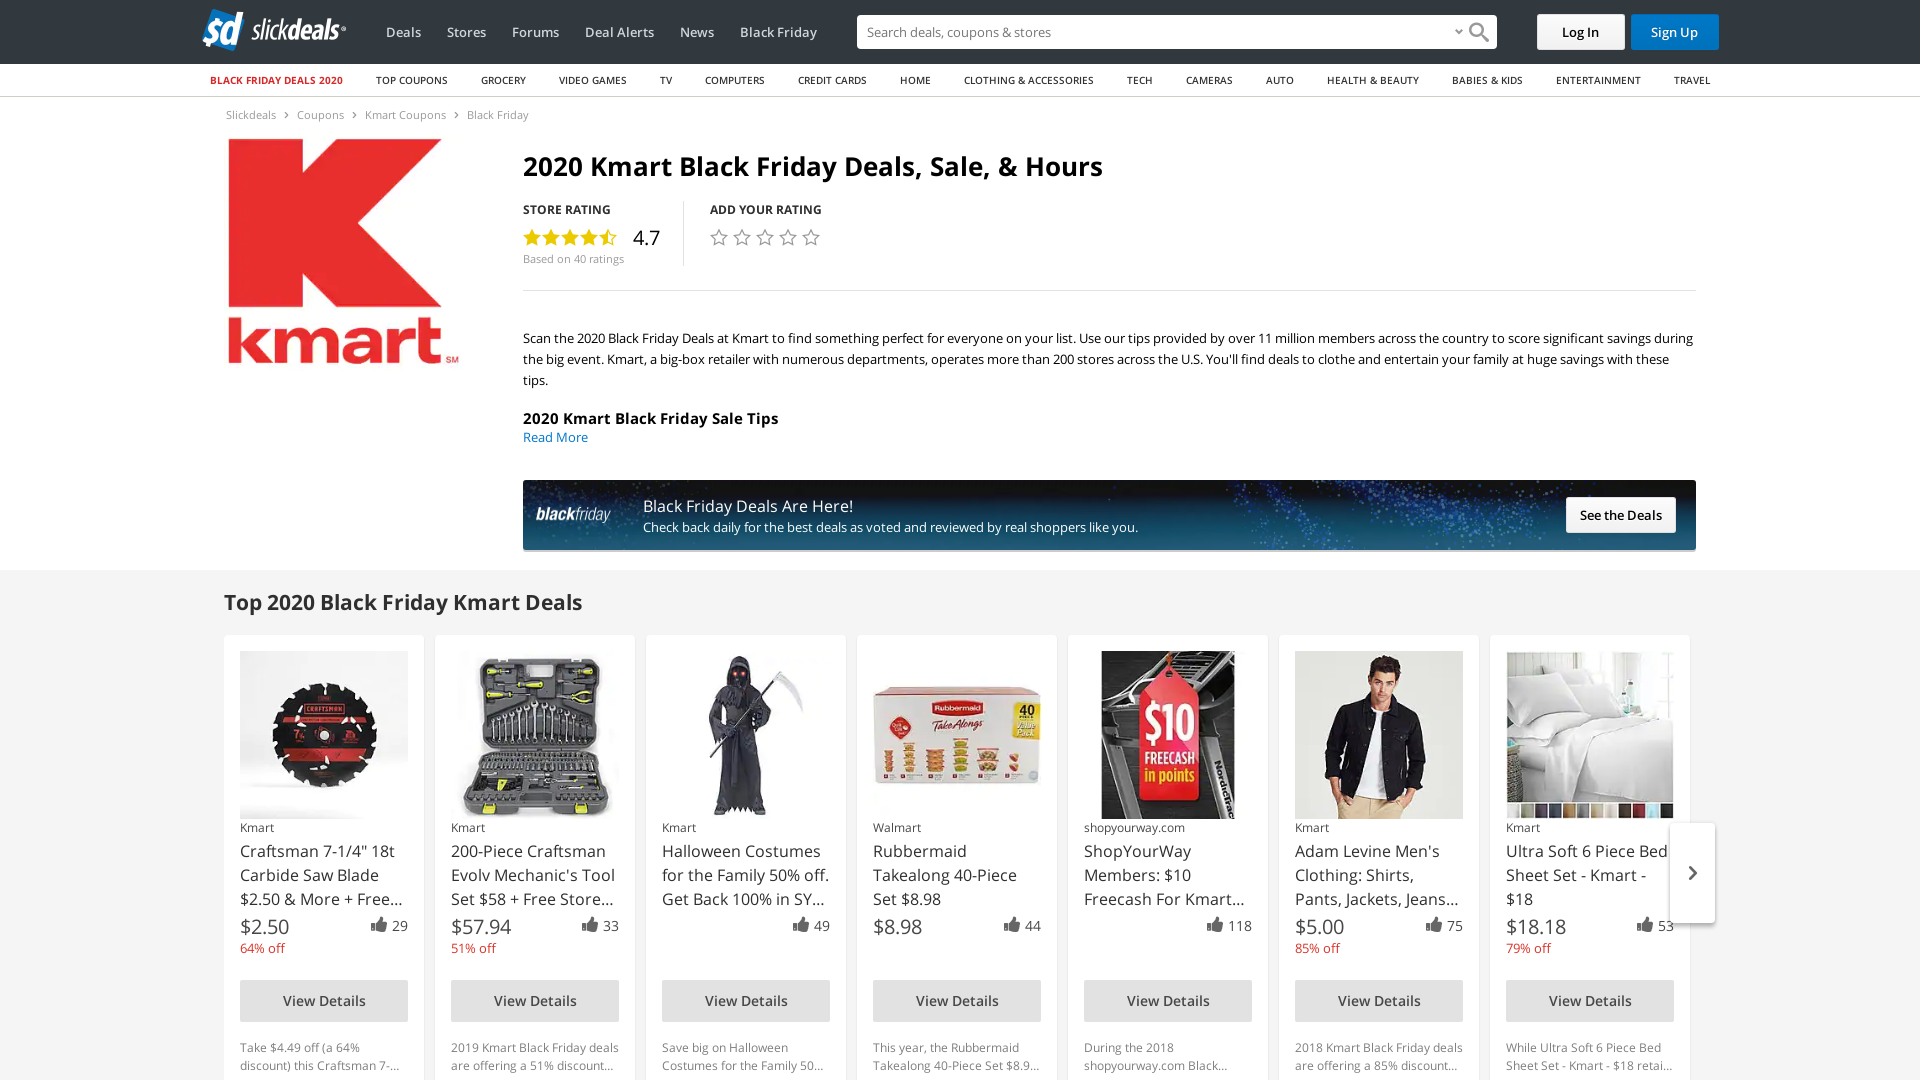 sd slickdeals
Deals Stores Forums Deal Alerts News Black Friday
Search deals, coupons & stores
Log In
Sign Up
BLACK FRIDAY DEALS 2020 TOP COUPONS GROCERY VIDEO GAMES TV COMPUTERS CREDIT CARDS HOME CLOTHING & ACCESSORIES TECH CAMERAS AUTO HEALTH & BEAUTY BABIES & KIDS ENTERTAINMENT TRAVEL
Slickdeals > Coupons > Kmart Coupons > Black Friday
kmart SM
2020 Kmart Black Friday Deals, Sale, & Hours
STORE RATING
4.7
Based on 40 ratings
ADD YOUR RATING
Scan the 2020 Black Friday Deals at Kmart to find something perfect for everyone on your list. Use our tips provided by over 11 million members across the country to score significant savings during
the big event. Kmart, a big-box retailer with numerous departments, operates more than 200 stores across the U.S. You'll find deals to clothe and entertain your family at huge savings with these
tips.
2020 Kmart Black Friday Sale Tips
Read More
blackfriday
Black Friday Deals Are Here!
Check back daily for the best deals as voted and reviewed by real shoppers like you.
See the Deals
Top 2020 Black Friday Kmart Deals
CRAFTSMAN
Kmart
Craftsman 7-1/4" 18t
Carbide Saw Blade
$2.50 & More + Free...
$2.50
29
64% off
View Details
Take $4.49 off (a 64%
discount) this Craftsman 7-...
Kmart
200-Piece Craftsman
Evolv Mechanic's Tool
Set $58 + Free Store...
$57.94
33
51% off
View Details
2019 Kmart Black Friday deals
are offering a 51% discount...
Kmart
Halloween Costumes
for the Family 50% off.
Get Back 100% in SY...
49
View Details
Save big on Halloween
Costumes for the Family 50...
Rubbermaid
TakeAlongs
40
Value
Pack
Walmart
Rubbermaid
Takealong 40-Piece
Set $8.98
$8.98
44
View Details
This year, the Rubbermaid
Takealong 40-Piece Set $8.9...
$10
FREECASH
in points
NordicTrac
shopyourway.com
ShopYourWay
Members: $10
Freecash For Kmart...
118
View Details
During the 2018
shopyourway.com Black...
Kmart
Adam Levine Men's
Clothing: Shirts,
Pants, Jackets, Jeans...
$5.00
75
85% off
View Details
2018 Kmart Black Friday deals
are offering a 85% discount...
Kmart
Ultra Soft 6 Piece Bed
Sheet Set - Kmart -
$18
$18.18
53
79% off
View Details
While Ultra Soft 6 Piece Bed
Sheet Set - Kmart - $18 retai...